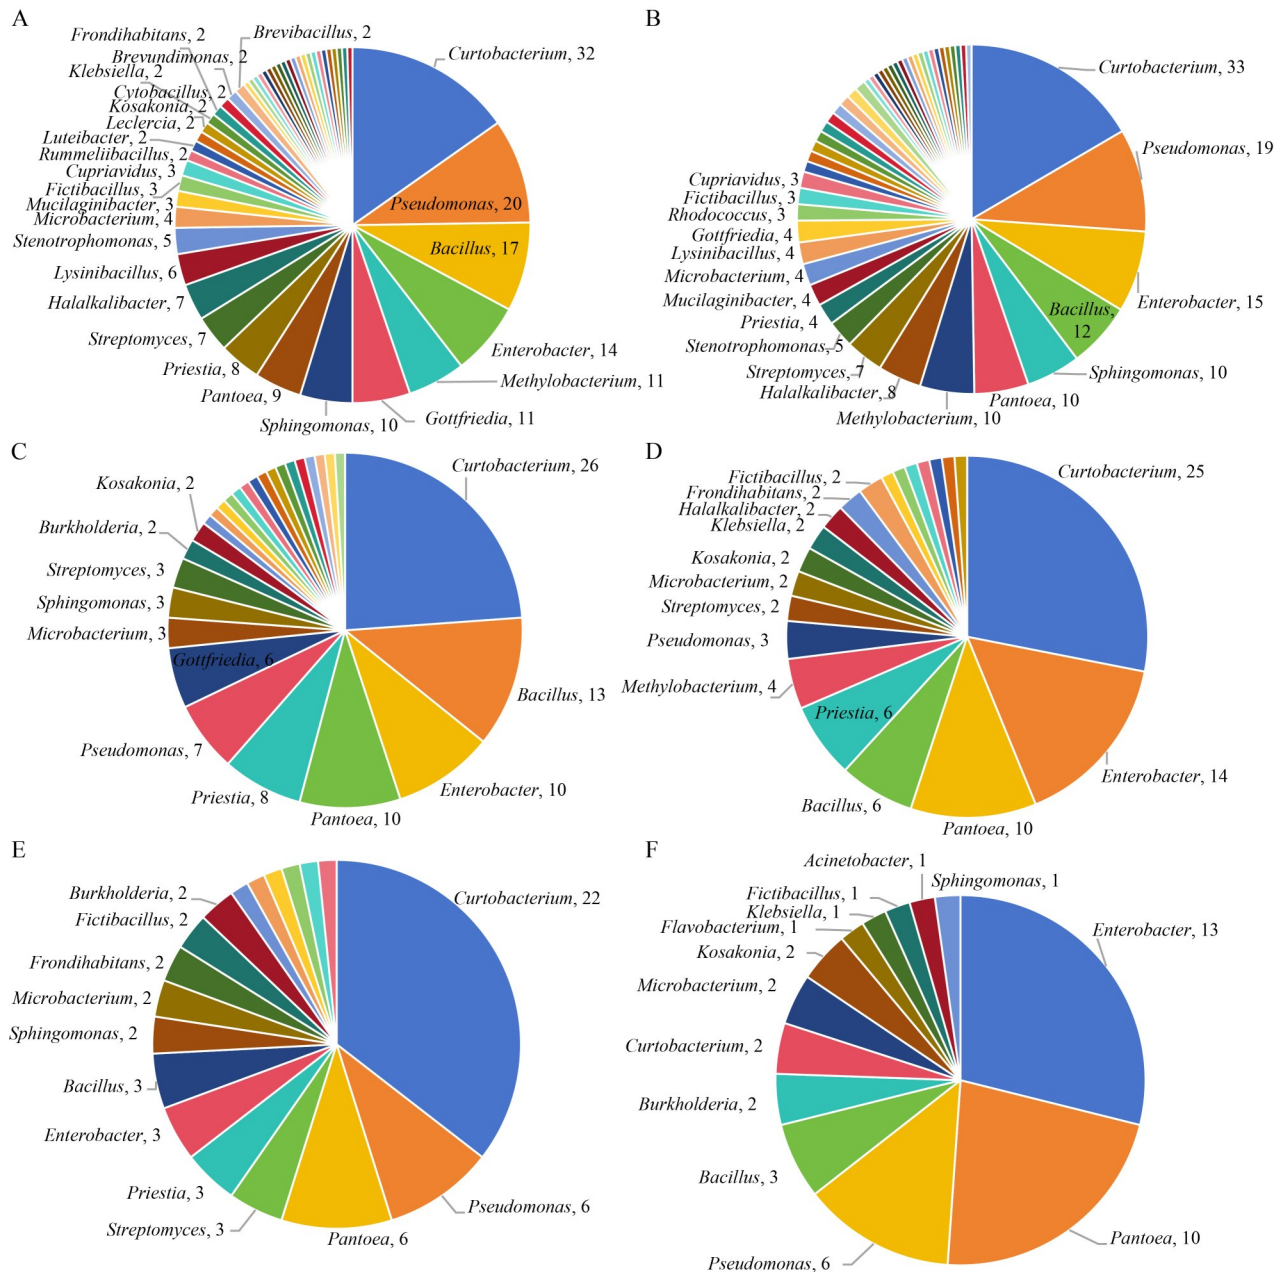 A
Frondihabitans, 2
Brevibacillus, 2
Brevundimonas, 2
Curtobacterium, 32
Klebsiella, 2
Cytobacillus, 2
Kosakonia, 2
Leclercia, 2
Luteibacter, 2
Rummeliibacillus, 2
Cupriavidus, 3
Fictibacillus, 3
Mucilaginibacter, 3
Microbacterium, 4
Stenotrophomonas, 5
Lysinibacillus, 6
Halalkalibacter, 7
Streptomyces, 7
Priestia, 8
Pantoea, 9
Sphingomonas, 10
Gottfriedia, 11
Methylobacterium, 11
Enterobacter, 14
Bacillus, 17
Pseudomonas, 20
B
Curtobacterium, 33
Pseudomonas, 19
Enterobacter, 15
Bacillus,
12
Sphingomonas, 10
Pantoea, 10
Methylobacterium, 10
Halalkalibacter, 8
Streptomyces, 7
Stenotrophomonas, 5
Priestia, 4
Mucilaginibacter, 4
Microbacterium, 4
Lysinibacillus, 4
Gottfriedia, 4
Rhodococcus, 3
Fictibacillus, 3
Cupriavidus, 3
C
Curtobacterium, 26
Bacillus, 13
Enterobacter, 10
Pantoea, 10
Priestia, 8
Pseudomonas, 7
Gottfriedia, 6
Microbacterium, 3
Sphingomonas, 3
Streptomyces, 3
Burkholderia, 2
Kosakonia, 2
D
Curtobacterium, 25
Enterobacter, 14
Pantoea, 10
Bacillus, 6
Priestia, 6
Methylobacterium, 4
Pseudomonas, 3
Streptomyces, 2
Microbacterium, 2
Kosakonia, 2
Klebsiella, 2
Halalkalibacter, 2
Frondihabitans, 2
Fictibacillus, 2
E
Curtobacterium, 22
Pseudomonas, 6
Pantoea, 6
Streptomyces, 3
Priestia, 3
Enterobacter, 3
Bacillus, 3
Sphingomonas, 2
Microbacterium, 2
Frondihabitans, 2
Fictibacillus, 2
Burkholderia, 2
F
Enterobacter, 13
Pantoea, 10
Pseudomonas, 6
Bacillus, 3
Burkholderia, 2
Curtobacterium, 2
Microbacterium, 2
Kosakonia, 2
Flavobacterium, 1
Klebsiella, 1
Fictibacillus, 1
Acinetobacter, 1
Sphingomonas, 1